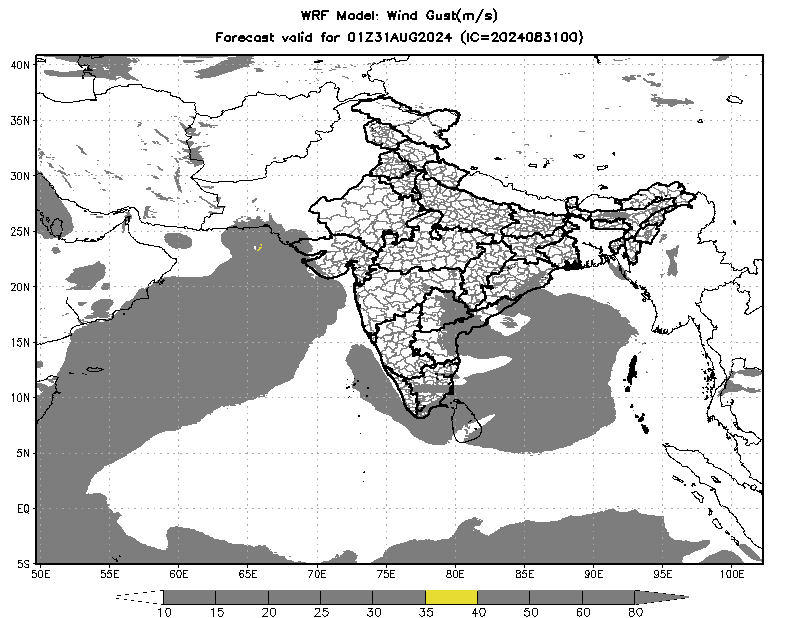 WRF Model: Wind Gust(m/s)
Forecast valid for 01Z31AUG2024 (IC=2024083100)
40N
35N
30N
25N
20N
15N
10N
5N
EQ
5S
50E 55E 60E 65E 70E 75E 80E 85E 90E 95E 100E
10 15 20 25 30 35 40 50 60 80